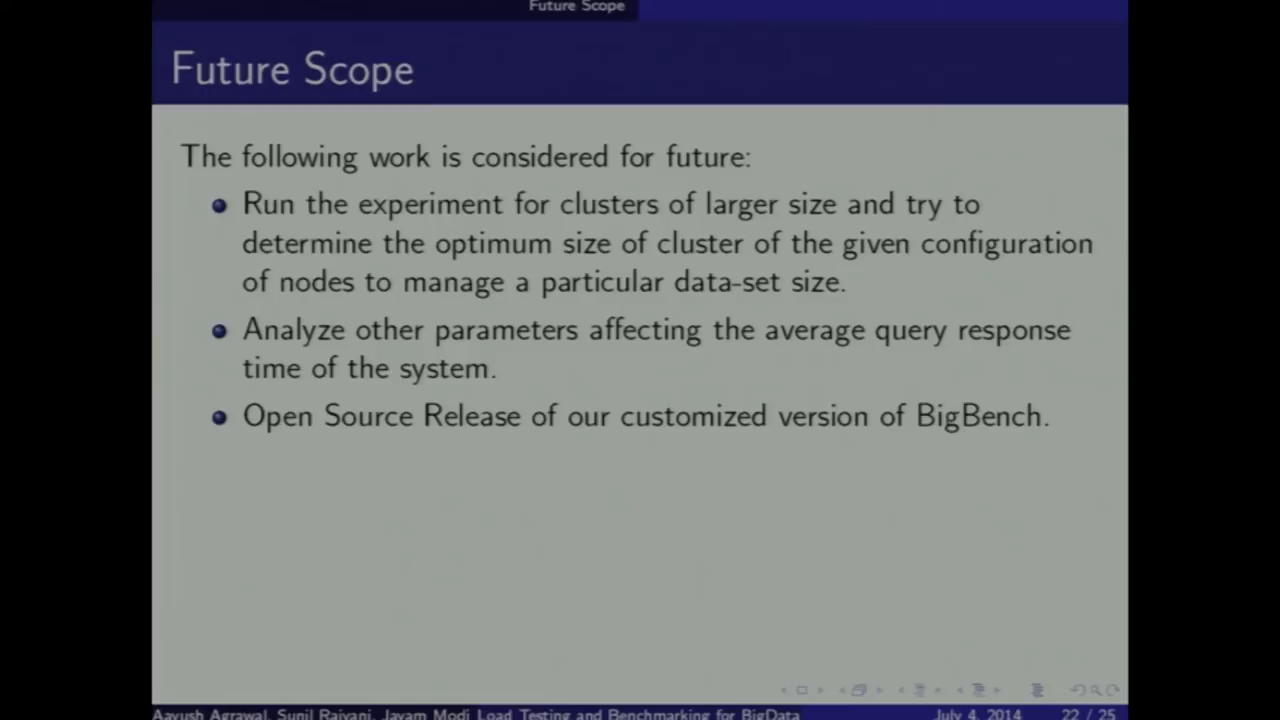 Future Scope
Future Scope
The following work is considered for future:
Run the experiment for clusters of larger size and try to
determine the optimum size of cluster of the given configuration
of nodes to manage a particular data-set size.
Analyze other parameters affecting the average query response
time of the system.
Open Source Release of our customized version of BigBench.
Aayush Agrawal, Sunil Raiyani, Jayam Modi Load Testing and Benchmarking for BigData July 4, 2014 22 / 25